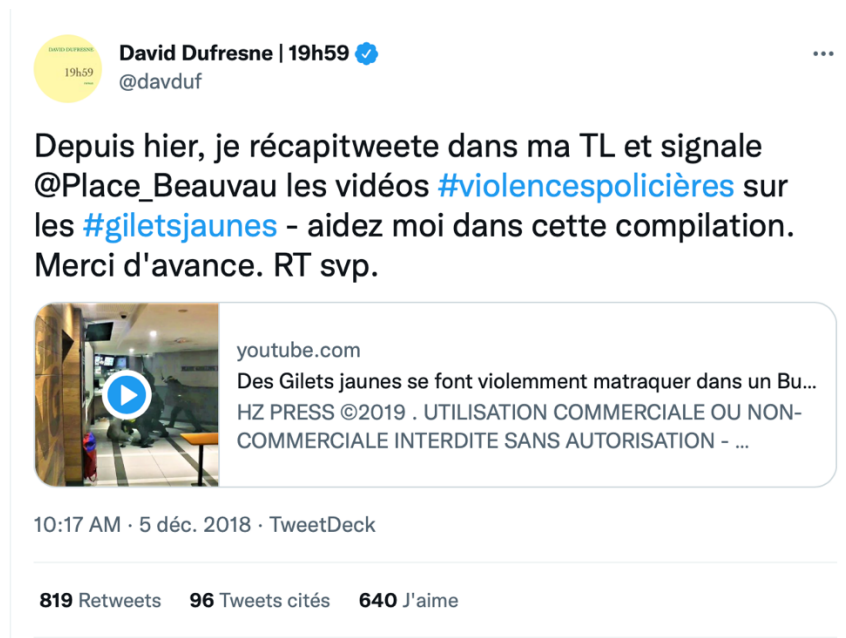 DAVID DUFRESNE
19h59
David Dufresne | 19h59
@davduf
Depuis hier, je récapitweete dans ma TL et signale
@Place_Beauvau les vidéos #violencespolicières sur
les #giletsjaunes - aidez moi dans cette compilation.
Merci d'avance. RT svp.
youtube.com
Des Gilets jaunes se font violemment matraquer dans un Bu...
HZ PRESS ©2019 . UTILISATION COMMERCIALE OU NON-
COMMERCIALE INTERDITE SANS AUTORISATION - ...
10:17 AM · 5 déc. 2018 · TweetDeck
819 Retweets 96 Tweets cités 640 J'aime